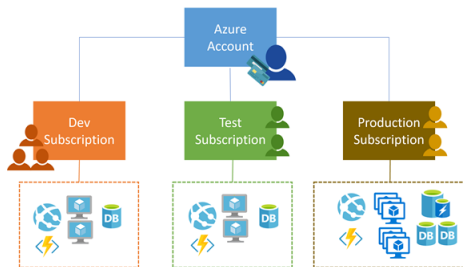 Azure
Account
Dev
Subscription
Test
Subscription
Production
Subscription
DB
DB
DB
DB